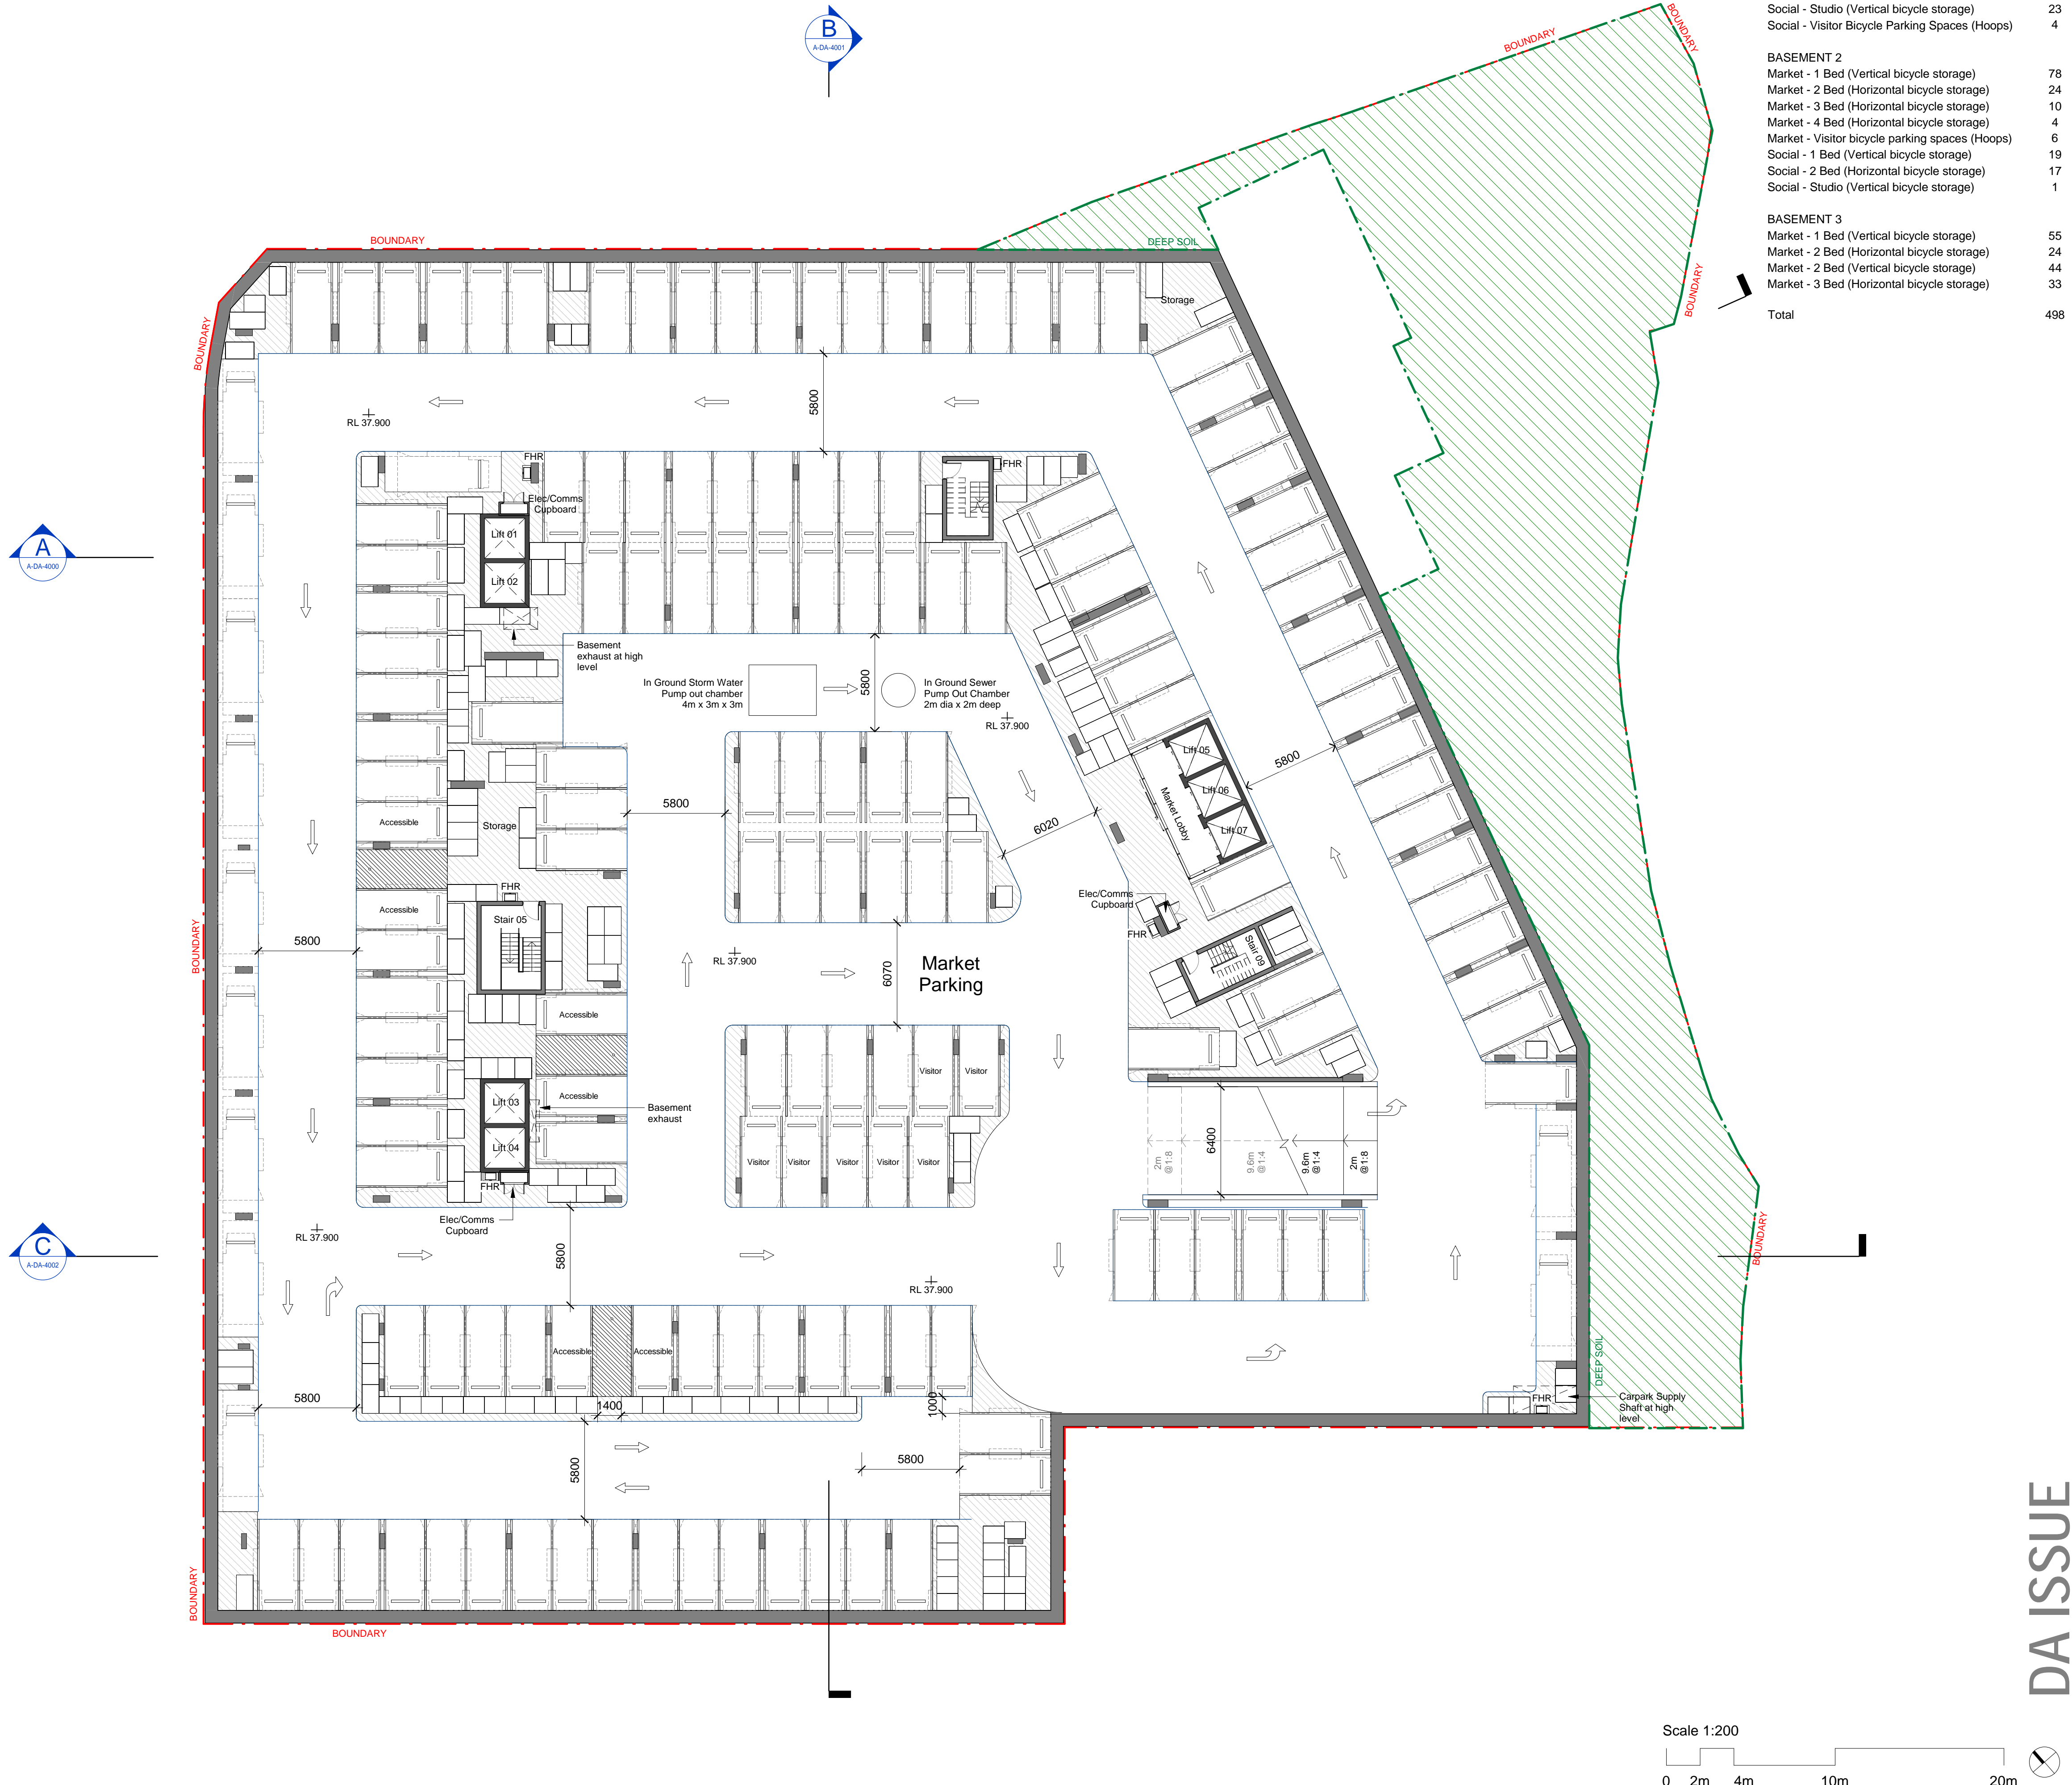 Social - Studio (Vertical bicycle storage) 23
Social - Visitor Bicycle Parking Spaces (Hoops) 4
BASEMENT 2
Market - 1 Bed (Vertical bicycle storage) 78
Market - 2 Bed (Horizontal bicycle storage) 24
Market - 3 Bed (Horizontal bicycle storage) 10
Market - 4 Bed (Horizontal bicycle storage) 4
Market - Visitor bicycle parking spaces (Hoops) 6
Social - 1 Bed (Vertical bicycle storage) 19
Social - 2 Bed (Horizontal bicycle storage) 17
Social - Studio (Vertical bicycle storage) 1
BASEMENT 3
Market - 1 Bed (Vertical bicycle storage) 55
Market - 2 Bed (Horizontal bicycle storage) 24
Market - 2 Bed (Vertical bicycle storage) 44
Market - 3 Bed (Horizontal bicycle storage) 33
Total 498
B
A-DA-4001
BOUNDARY
BOUNDARY
BOUNDARY
DEEP SOIL
BOUNDARY
BOUNDARY
Storage
5800
RL 37.900
FHR
FHR
Elec/Comms
Cupboard
Lift 01
A
A-DA-4000
Lift 02
Basement
exhaust at high
level
In Ground Storm Water
Pump out chamber
4m x 3m x 3m
5800
In Ground Sewer
Pump Out Chamber
2m dia x 2m deep
RL 37.900
Lift 05
Lift 06
Lift 07
Market Lobby
5800
5800
6020
Accessible
Storage
FHR
Accessible
Stair 05
Elec/Comms
Cupboard
FHR
Stair 09
BOUNDARY
5800
RL 37.900
6070
Market
Parking
Accessible
Visitor
Visitor
Accessible
Lift 03
Basement
exhaust
Lift 04
Visitor
Visitor
Visitor
Visitor
Visitor
FHR
6400
2m
@1:8
9.6m
@1:4
9.6m
@1:4
2m
@1:8
Elec/Comms
Cupboard
C
A-DA-4002
RL 37.900
5800
RL 37.900
BOUNDARY
Accessible
Accessible
DEEP SOIL
5800
1400
1000
FHR
Carpark Supply
Shaft at high
level
5800
5800
BOUNDARY
BOUNDARY
DA ISSUE
Scale 1:200
0 2m 4m 10m 20m